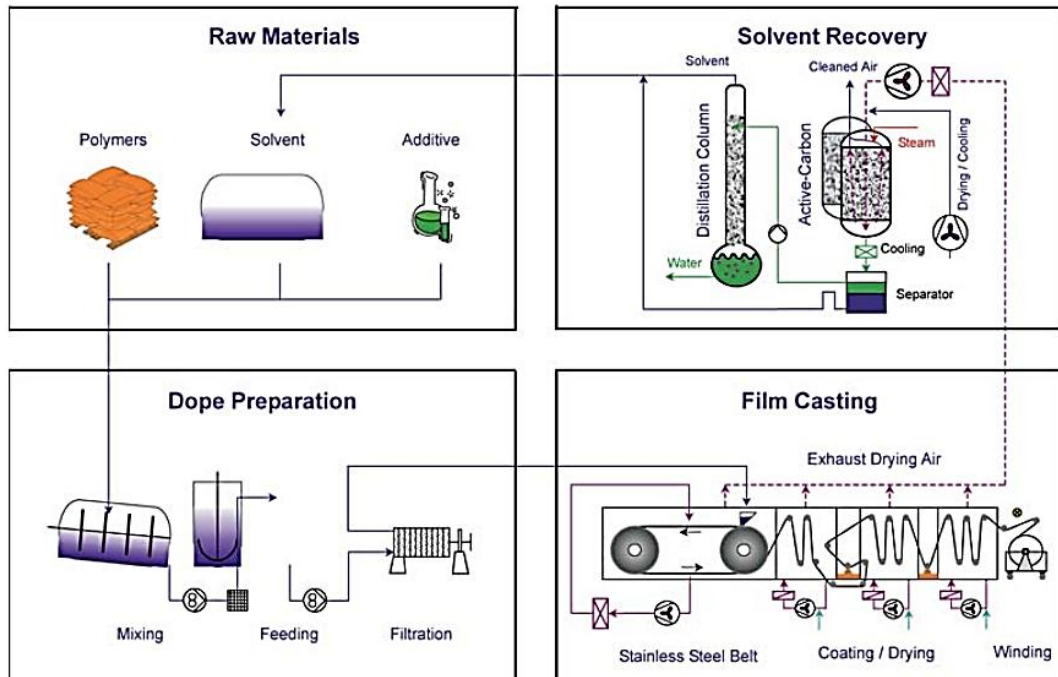 Raw Materials
Polymers
Solvent
Additive
Solvent Recovery
Solvent
Cleaned Air
Distillation Column
Active-Carbon
Steam
Drying / Cooling
Cooling
Water
Separator
Dope Preparation
Mixing
Feeding
Filtration
Film Casting
Exhaust Drying Air
Stainless Steel Belt
Coating / Drying
Winding